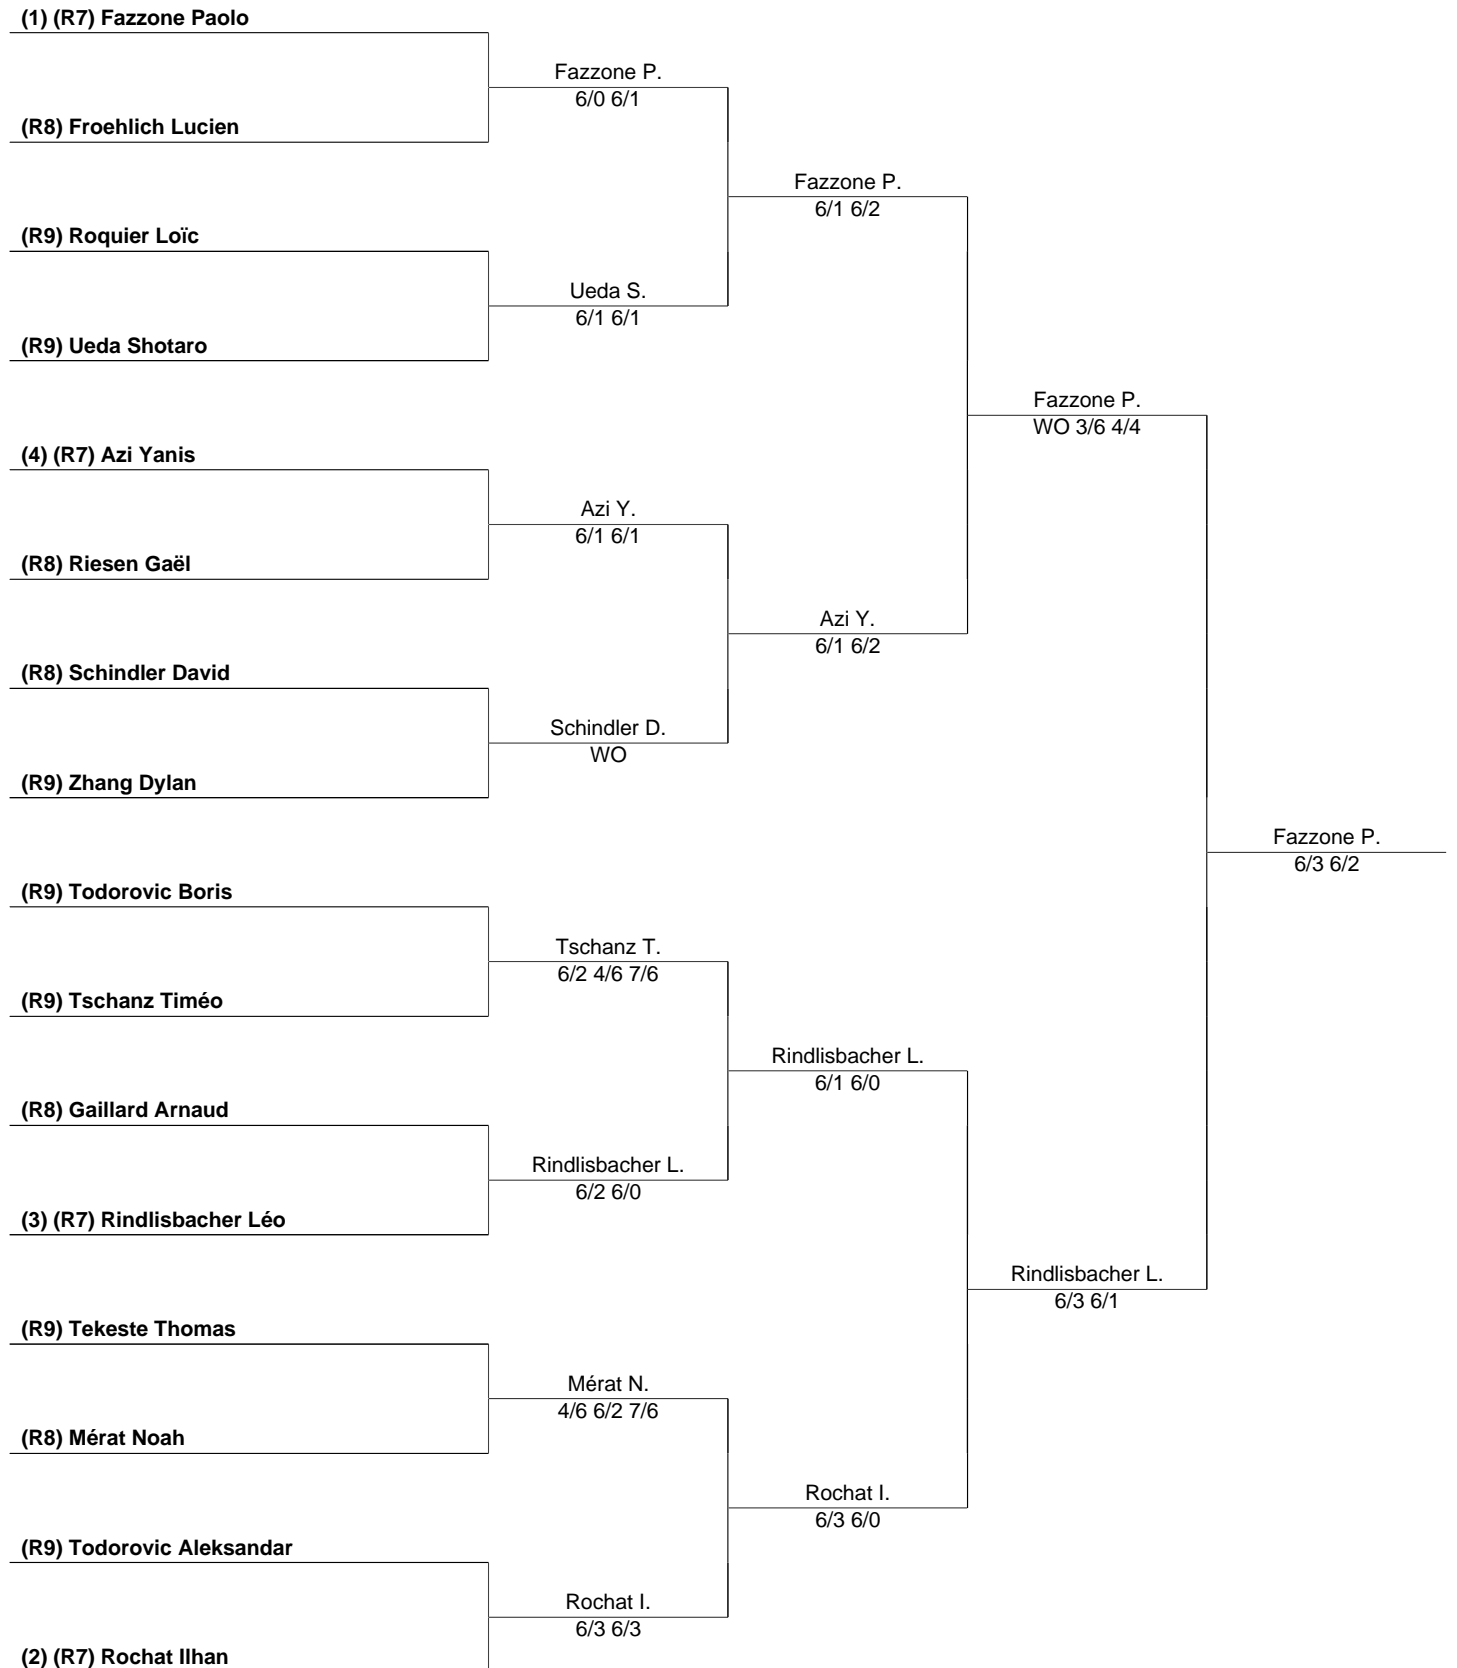 (1) (R7) Fazzone Paolo
Fazzone P.
6/0 6/1
(R8) Froehlich Lucien
Fazzone P.
6/1 6/2
(R9) Roquier Loïc
Ueda S.
6/1 6/1
(R9) Ueda Shotaro
Fazzone P.
WO 3/6 4/4
(4) (R7) Azi Yanis
Azi Y.
6/1 6/1
(R8) Riesen Gaël
Azi Y.
6/1 6/2
(R8) Schindler David
Schindler D.
WO
(R9) Zhang Dylan
Fazzone P.
6/3 6/2
(R9) Todorovic Boris
Tschanz T.
6/2 4/6 7/6
(R9) Tschanz Timéo
Rindlisbacher L.
6/1 6/0
(R8) Gaillard Arnaud
Rindlisbacher L.
6/2 6/0
(3) (R7) Rindlisbacher Léo
Rindlisbacher L.
6/3 6/1
(R9) Tekeste Thomas
Mérat N.
4/6 6/2 7/6
(R8) Mérat Noah
Rochat I.
6/3 6/0
(R9) Todorovic Aleksandar
Rochat I.
6/3 6/3
(2) (R7) Rochat Ilhan